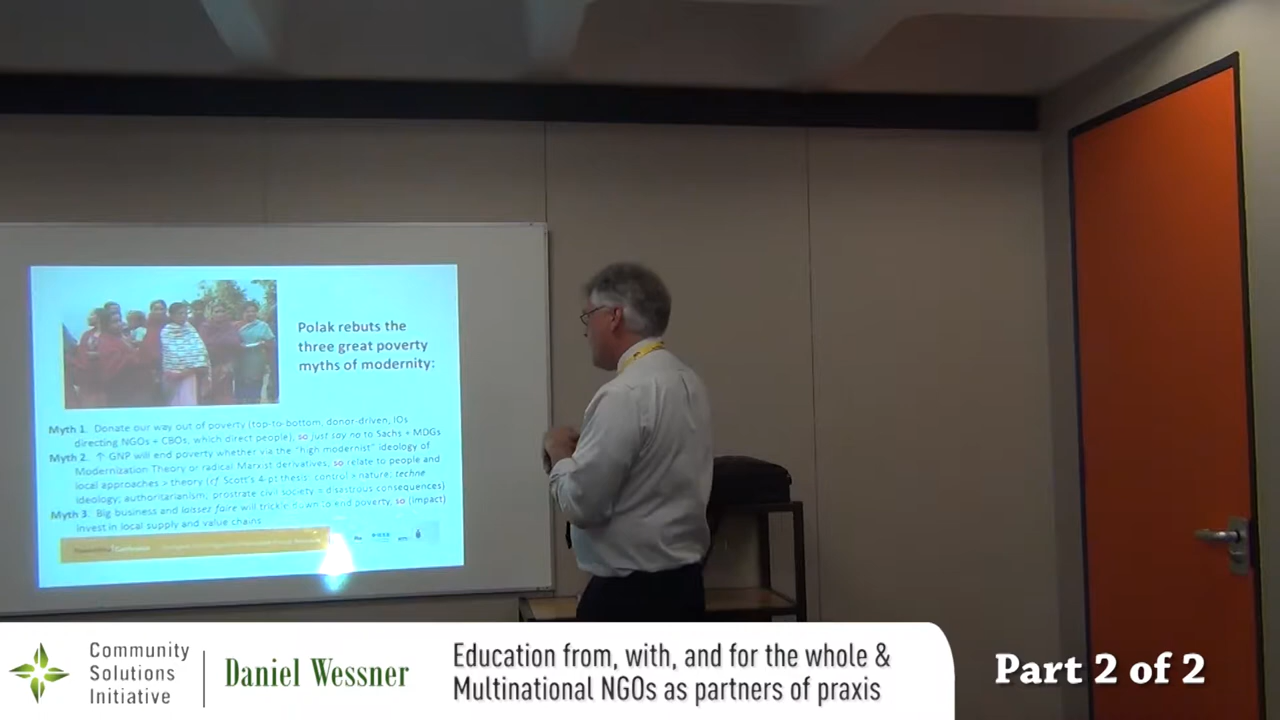 Polak rebuts the
three great poverty
myths of modernity:
Myth 1. Donate our way out of poverty (top-to-bottom, donor-driven, IOs
directing NGOs + CBOs, which direct people), so just say no to Sachs + MDGs
Myth 2. ↑ GNP will end poverty whether via the "high modernist" ideology of
Modernization Theory or radical Marxist derivatives, so relate to people and
local approaches > theory (cf Scott's 4-pt thesis: control > nature; techne
ideology; authoritarianism, prostrate civil society = disastrous consequences)
Myth 3. Big business and laissez faire will trickle down to end poverty, so (impact)
invest in local supply and value chains
Community
Solutions
Initiative
Daniel Wessner
Education from, with, and for the whole &
Multinational NGOs as partners of praxis
Part 2 of 2